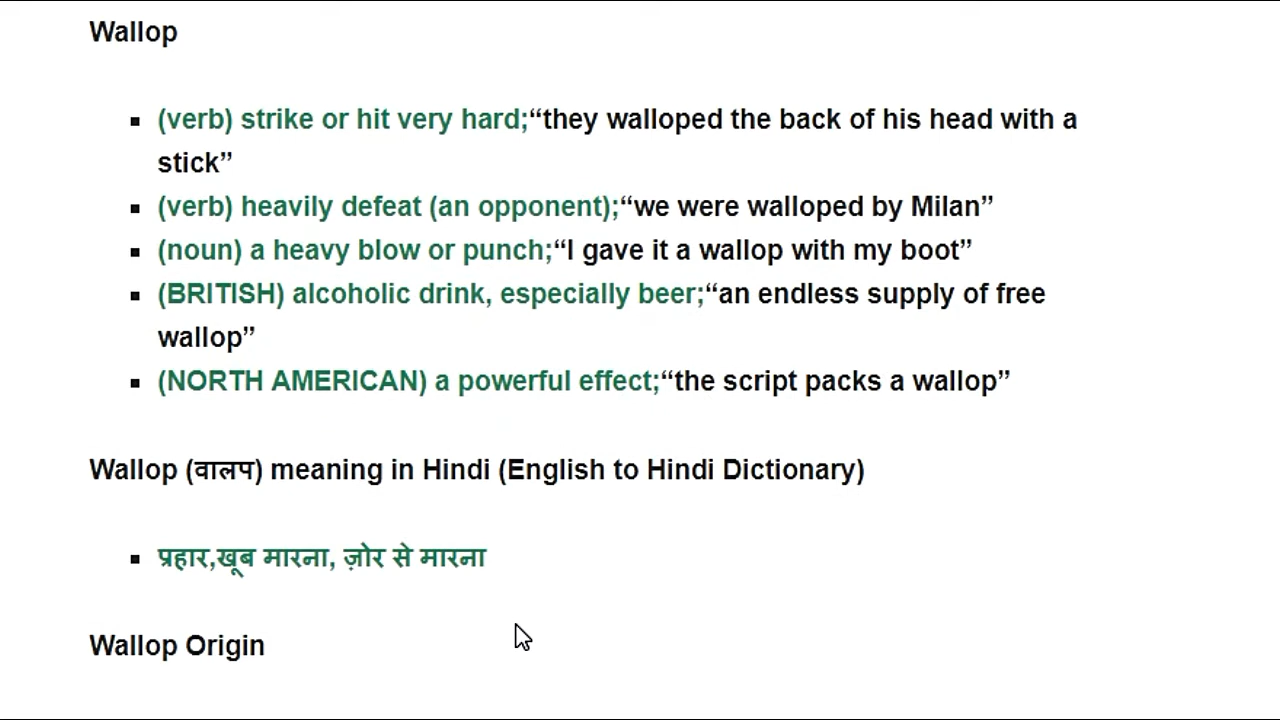 Wallop
(verb) strike or hit very hard;“they walloped the back of his head with a
stick”
(verb) heavily defeat (an opponent);“we were walloped by Milan”
(noun) a heavy blow or punch;“I gave it a wallop with my boot”
(BRITISH) alcoholic drink, especially beer;“an endless supply of free
wallop”
(NORTH AMERICAN) a powerful effect;“the script packs a wallop”
Wallop (वालप) meaning in Hindi (English to Hindi Dictionary)
प्रहार,खूब मारना, ज़ोर से मारना
Wallop Origin